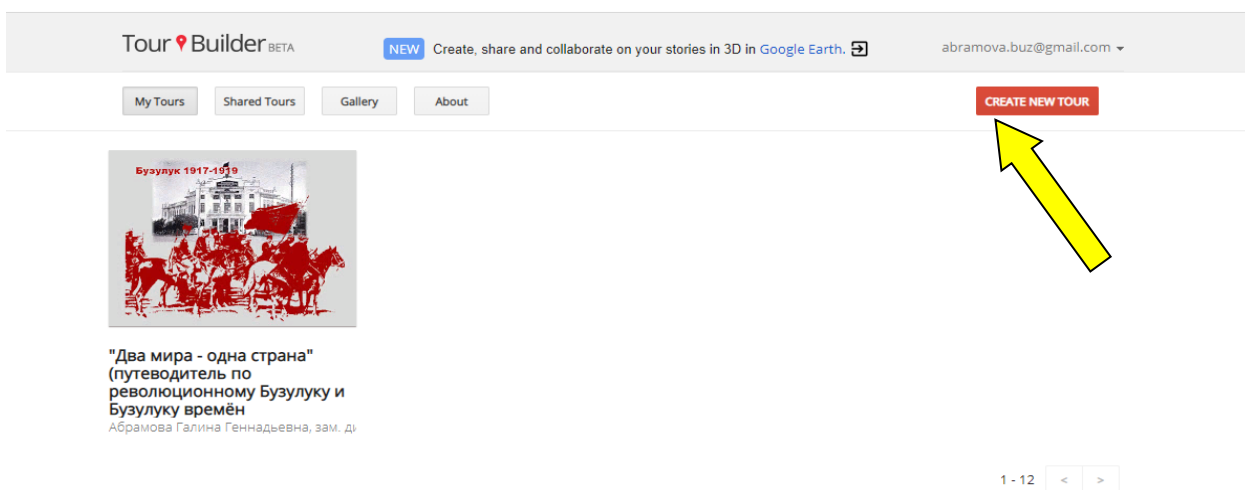 Tour Builder BETA
NEW Create, share and collaborate on your stories in 3D in Google Earth.
abramova.buz@gmail.com
My Tours Shared Tours Gallery About CREATE NEW TOUR
Бузулук 1917-1919
"Два мира - одна страна"
(путеводитель по
революционному Бузулуку и
Бузулуку времён
Абрамова Галина Геннадьевна, зам. ди
1 - 12 < >